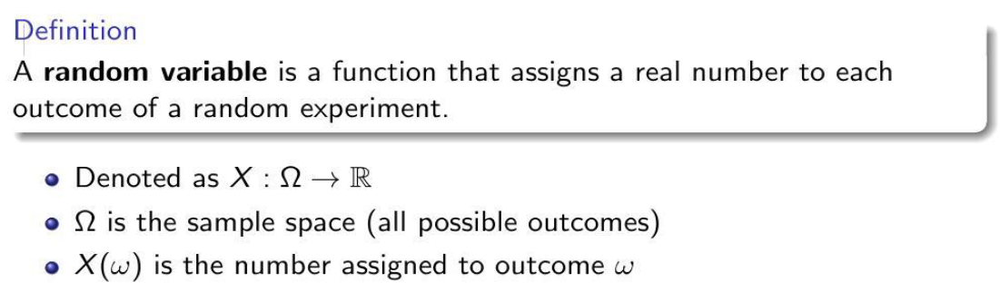 Definition
A random variable is a function that assigns a real number to each
outcome of a random experiment.
Denoted as X : Ω → ℝ
Ω is the sample space (all possible outcomes)
X(ω) is the number assigned to outcome ω